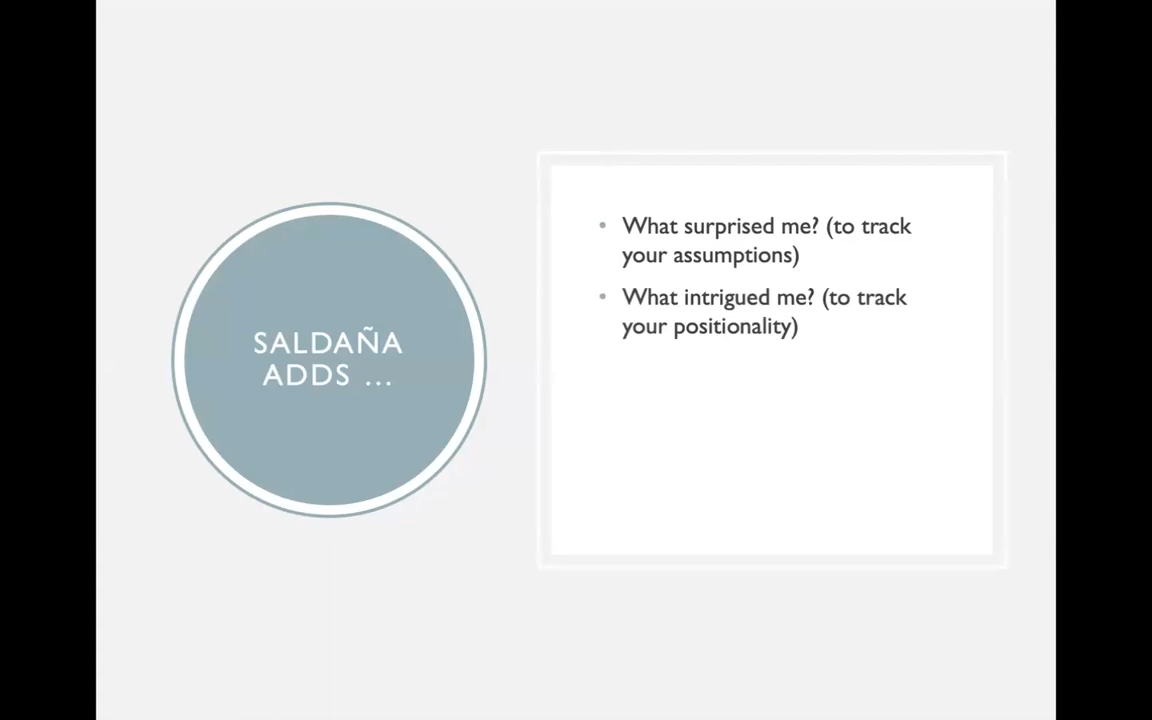 SALDAÑA
ADDS ...
• What surprised me? (to track
your assumptions)
• What intrigued me? (to track
your positionality)